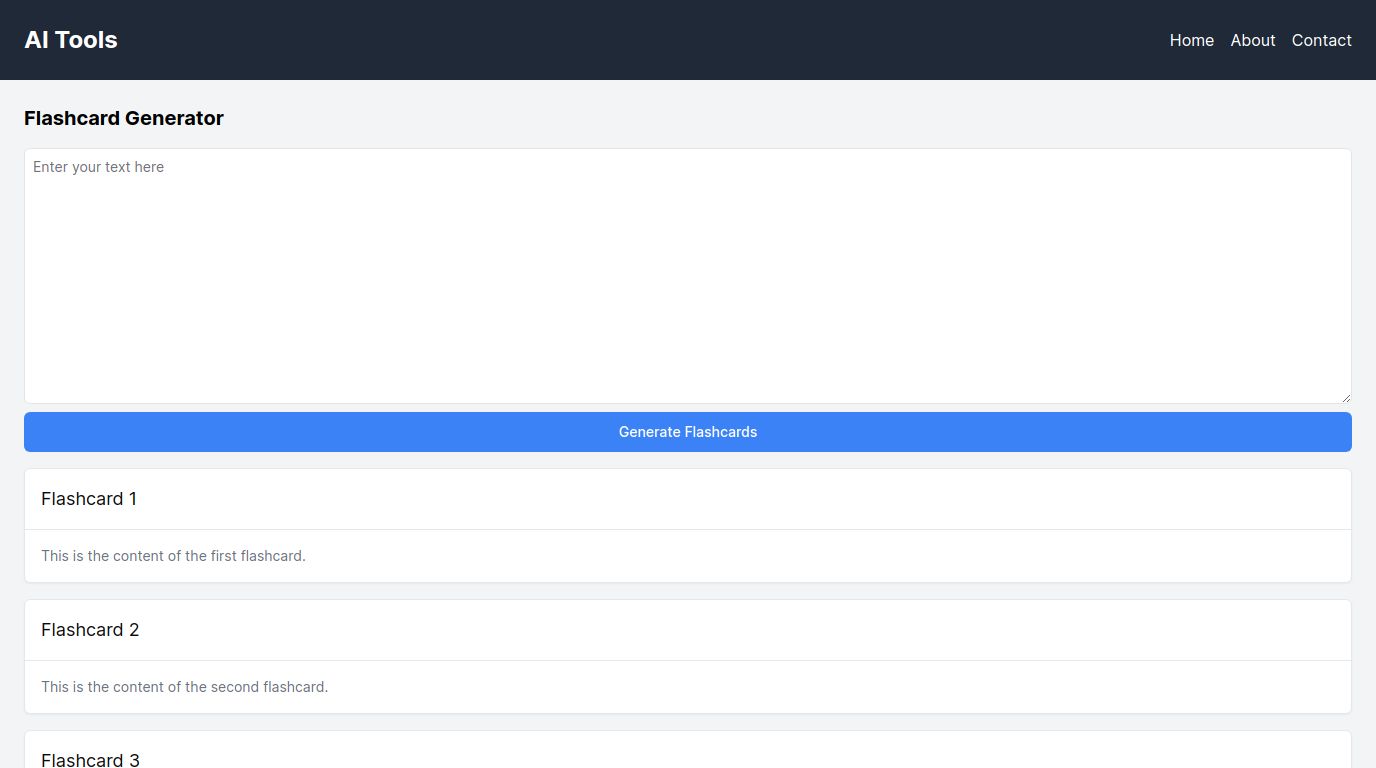 AI Tools
Home About Contact
Flashcard Generator
Enter your text here
Generate Flashcards
Flashcard 1
This is the content of the first flashcard.
Flashcard 2
This is the content of the second flashcard.
Flashcard 3